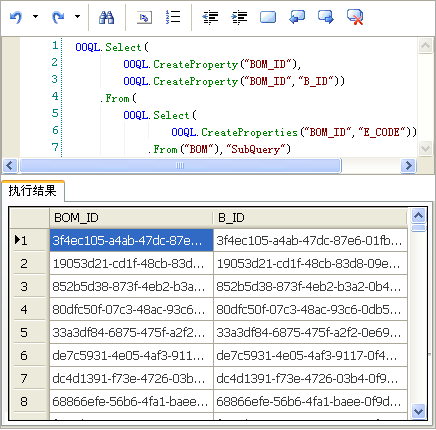 1 OOQL.Select(
2 OOQL.CreateProperty("BOM_ID"),
3 OOQL.CreateProperty("BOM_ID","B_ID"))
4 .From(
5 OOQL.Select(
6 OOQL.CreateProperties("BOM_ID","E_CODE"))
7 .From("BOM"),"SubQuery")
执行结果
BOM_ID B_ID
1 3f4ec105-a4ab-47dc-87e... 3f4ec105-a4ab-47dc-87e6-01fb...
2 19053d21-cd1f-48cb-83d... 19053d21-cd1f-48cb-83d8-09e...
3 852b5d38-873f-4eb2-b3a... 852b5d38-873f-4eb2-b3a2-0b4...
4 80dfc50f-07c3-48ac-93c6... 80dfc50f-07c3-48ac-93c6-0db5...
5 33a3df84-6875-475f-a2f2... 33a3df84-6875-475f-a2f2-0e69...
6 de7c5931-4e05-4af3-9117... de7c5931-4e05-4af3-9117-0f4...
7 dc4d1391-f73e-4726-03b... dc4d1391-f73e-4726-03b4-0f9...
8 68866efe-56b6-4fa1-baee... 68866efe-56b6-4fa1-baee-0f9d...